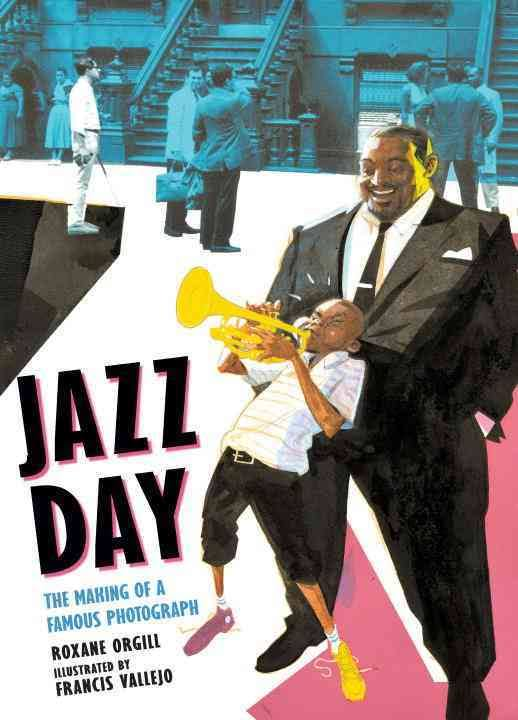 JAZZ
DAY
THE MAKING OF A
FAMOUS PHOTOGRAPH
ROXANE ORGILL
ILLUSTRATED BY
FRANCIS VALLEJO